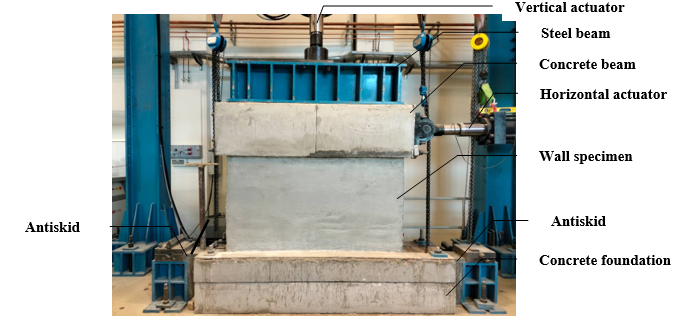 Vertical actuator
Steel beam
Concrete beam
Horizontal actuator
Wall specimen
Antiskid
Antiskid
Concrete foundation